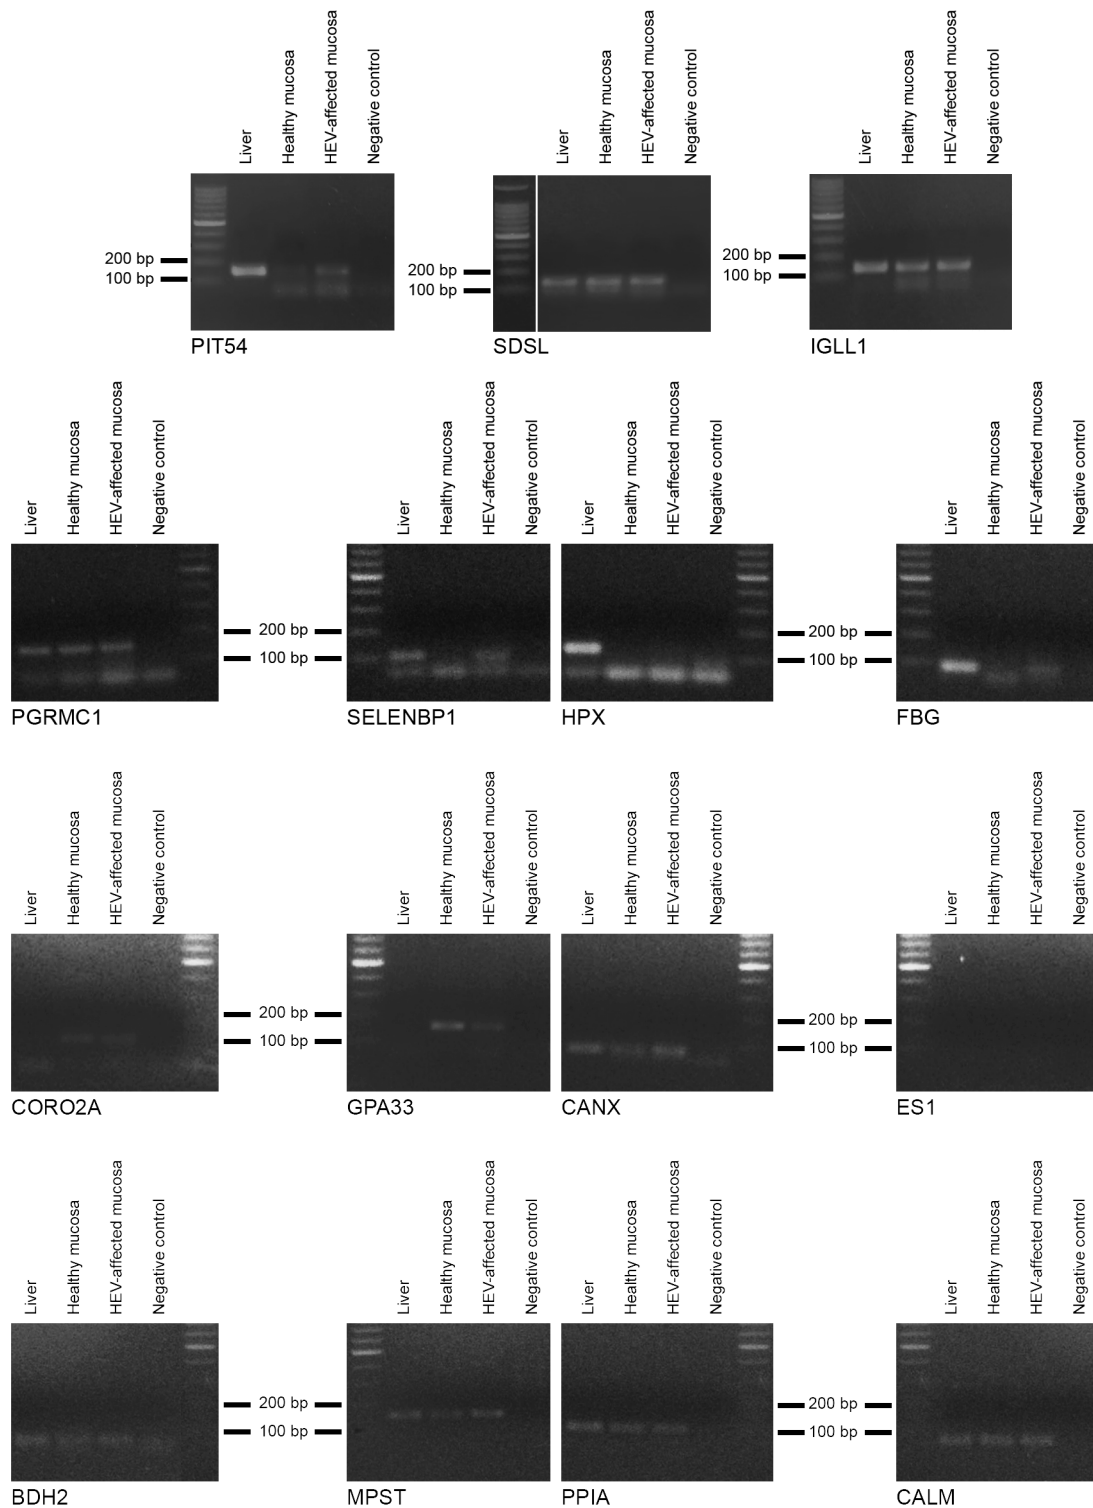 Liver
Healthy mucosa
HEV-affected mucosa
Negative control
Liver
Healthy mucosa
HEV-affected mucosa
Negative control
Liver
Healthy mucosa
HEV-affected mucosa
Negative control
200 bp
100 bp
200 bp
100 bp
200 bp
100 bp
PIT54
SDSL
IGLL1
Liver
Healthy mucosa
HEV-affected mucosa
Negative control
Liver
Healthy mucosa
HEV-affected mucosa
Negative control
Liver
Healthy mucosa
HEV-affected mucosa
Negative control
Liver
Healthy mucosa
HEV-affected mucosa
Negative control
200 bp
100 bp
200 bp
100 bp
PGRMC1
SELENBP1
HPX
FBG
Liver
Healthy mucosa
HEV-affected mucosa
Negative control
Liver
Healthy mucosa
HEV-affected mucosa
Negative control
Liver
Healthy mucosa
HEV-affected mucosa
Negative control
Liver
Healthy mucosa
HEV-affected mucosa
Negative control
200 bp
100 bp
200 bp
100 bp
CORO2A
GPA33
CANX
ES1
Liver
Healthy mucosa
HEV-affected mucosa
Negative control
Liver
Healthy mucosa
HEV-affected mucosa
Negative control
Liver
Healthy mucosa
HEV-affected mucosa
Negative control
Liver
Healthy mucosa
HEV-affected mucosa
Negative control
200 bp
100 bp
200 bp
100 bp
BDH2
MPST
PPIA
CALM